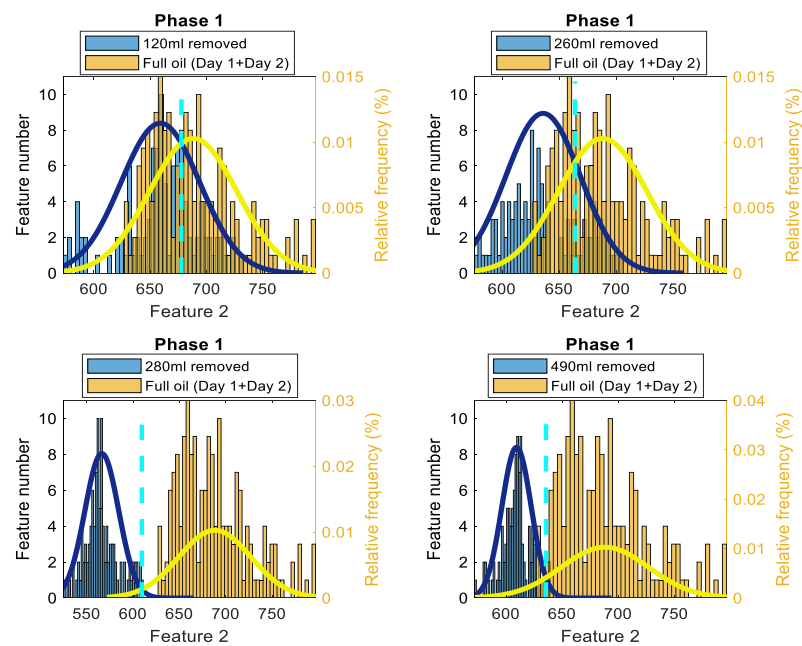 Phase 1
120ml removed
Full oil (Day 1+Day 2)
Feature number
10
8
6
4
2
0
600
650
700
750
Feature 2
0.015
0.01
0.005
0
Relative frequency (%)
Phase 1
260ml removed
Full oil (Day 1+Day 2)
Feature number
10
8
6
4
2
0
600
650
700
750
Feature 2
0.015
0.01
0.005
0
Relative frequency (%)
Phase 1
280ml removed
Full oil (Day 1+Day 2)
Feature number
10
8
6
4
2
0
550
600
650
700
750
Feature 2
0.03
0.02
0.01
0
Relative frequency (%)
Phase 1
490ml removed
Full oil (Day 1+Day 2)
Feature number
10
8
6
4
2
0
600
650
700
750
Feature 2
0.04
0.03
0.02
0.01
0
Relative frequency (%)